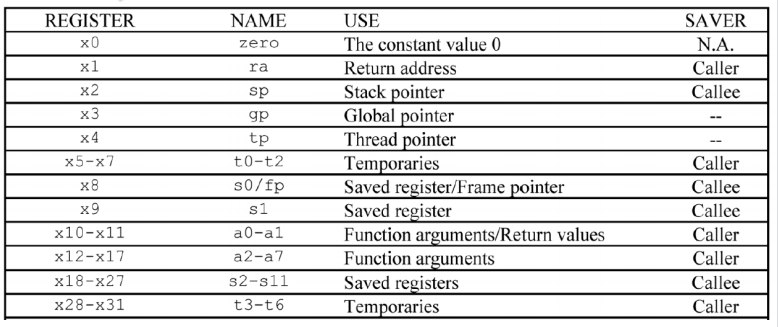 REGISTER NAME USE SAVER
x0 zero The constant value 0 N.A.
x1 ra Return address Caller
x2 sp Stack pointer Callee
x3 gp Global pointer --
x4 tp Thread pointer --
x5-x7 t0-t2 Temporaries Caller
x8 s0/fp Saved register/Frame pointer Callee
x9 s1 Saved register Callee
x10-x11 a0-a1 Function arguments/Return values Caller
x12-x17 a2-a7 Function arguments Caller
x18-x27 s2-s11 Saved registers Callee
x28-x31 t3-t6 Temporaries Caller